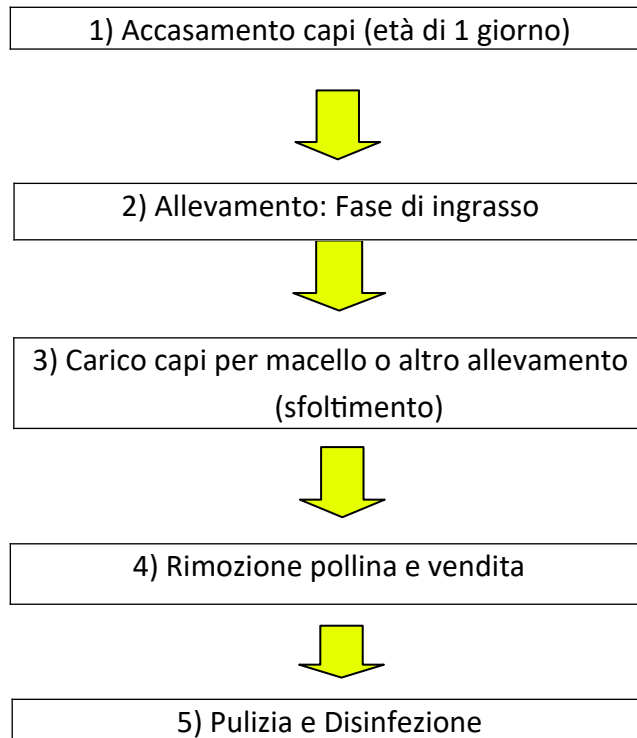 1) Accasamento capi (età di 1 giorno)
2) Allevamento: Fase di ingrasso
3) Carico capi per macello o altro allevamento
(sfoltimento)
4) Rimozione pollina e vendita
5) Pulizia e Disinfezione